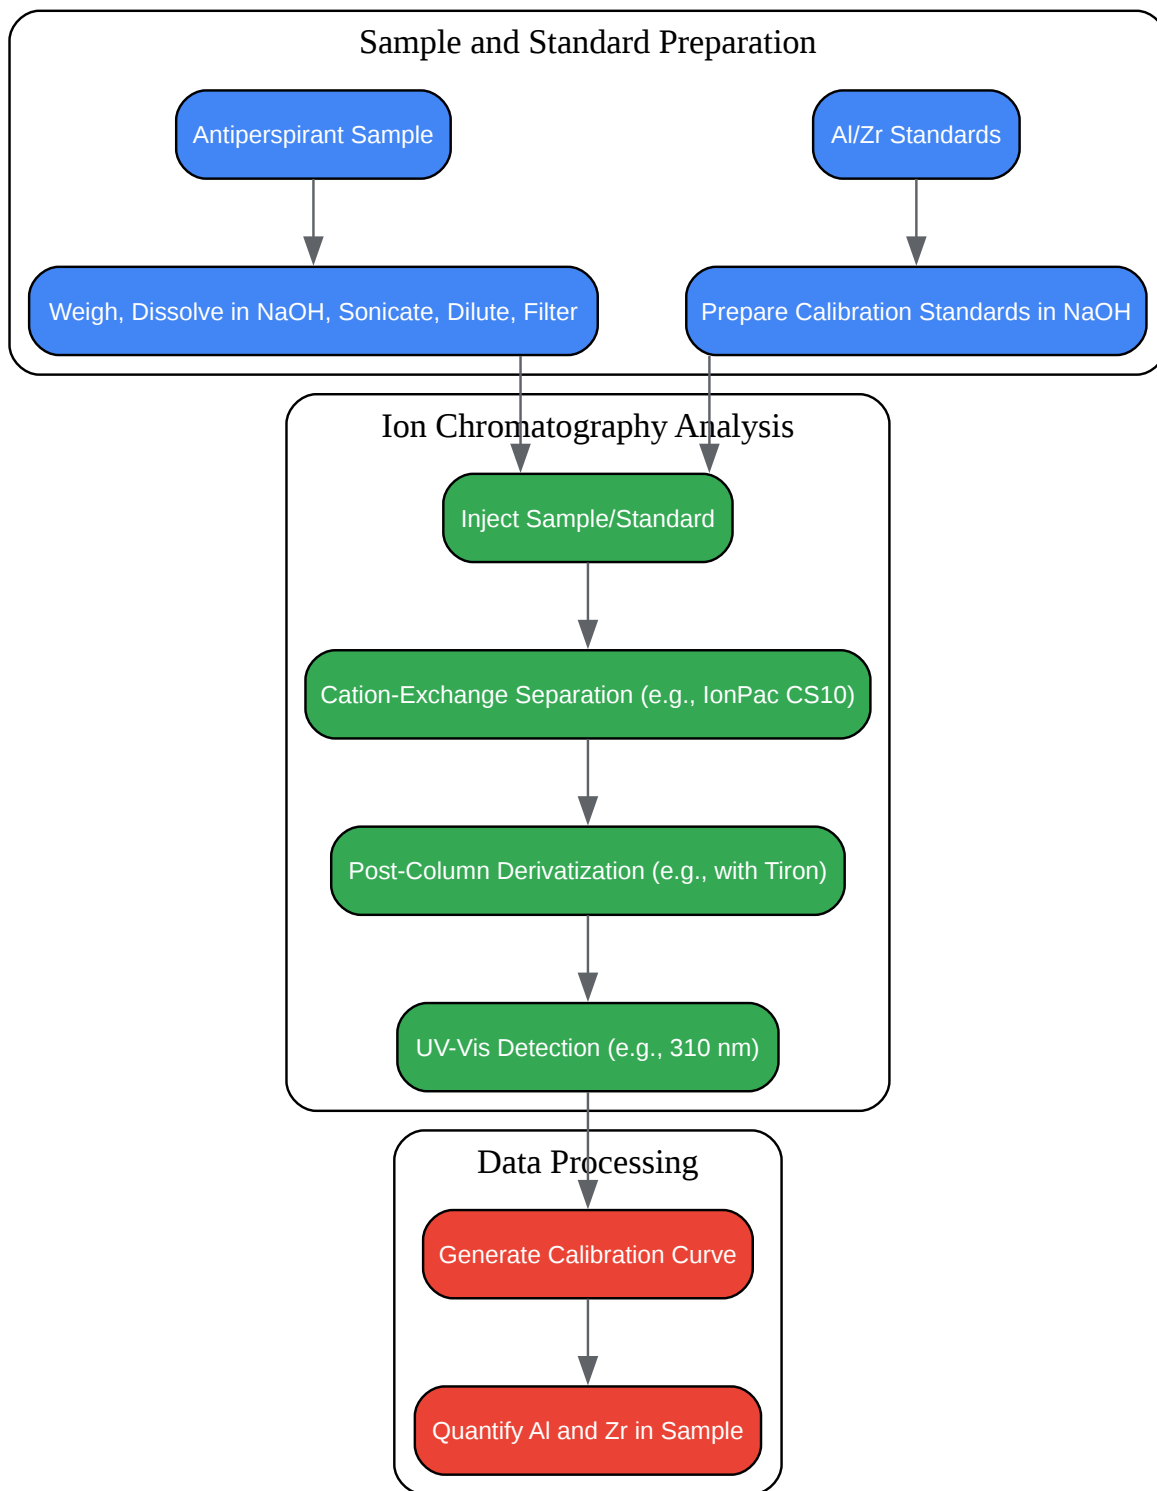 Sample and Standard Preparation
Antiperspirant Sample
Al/Zr Standards
Weigh, Dissolve in NaOH, Sonicate, Dilute, Filter
Prepare Calibration Standards in NaOH
Ion Chromatography Analysis
Inject Sample/Standard
Cation-Exchange Separation (e.g., IonPac CS10)
Post-Column Derivatization (e.g., with Tiron)
UV-Vis Detection (e.g., 310 nm)
Data Processing
Generate Calibration Curve
Quantify Al and Zr in Sample